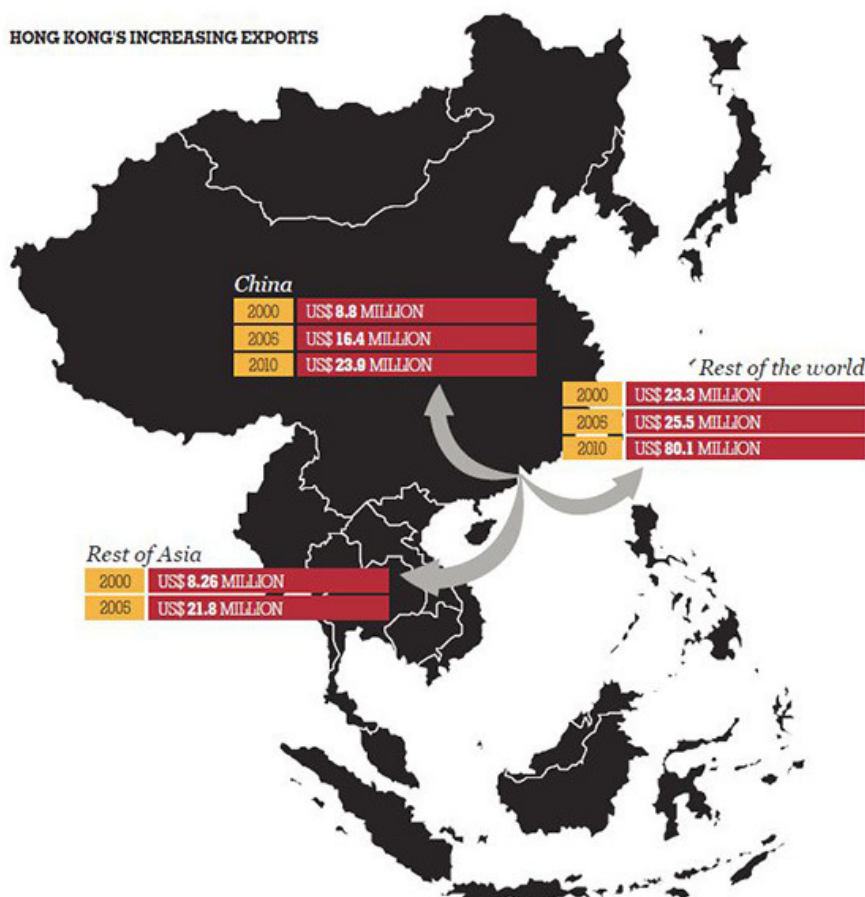 HONG KONG'S INCREASING EXPORTS
China
2000 US$ 8.8 MILLION
2005 US$ 16.4 MILLION
2010 US$ 23.9 MILLION
Rest of the world
2000 US$ 23.3 MILLION
2005 US$ 25.5 MILLION
2010 US$ 80.1 MILLION
Rest of Asia
2000 US$ 8.26 MILLION
2005 US$ 21.8 MILLION